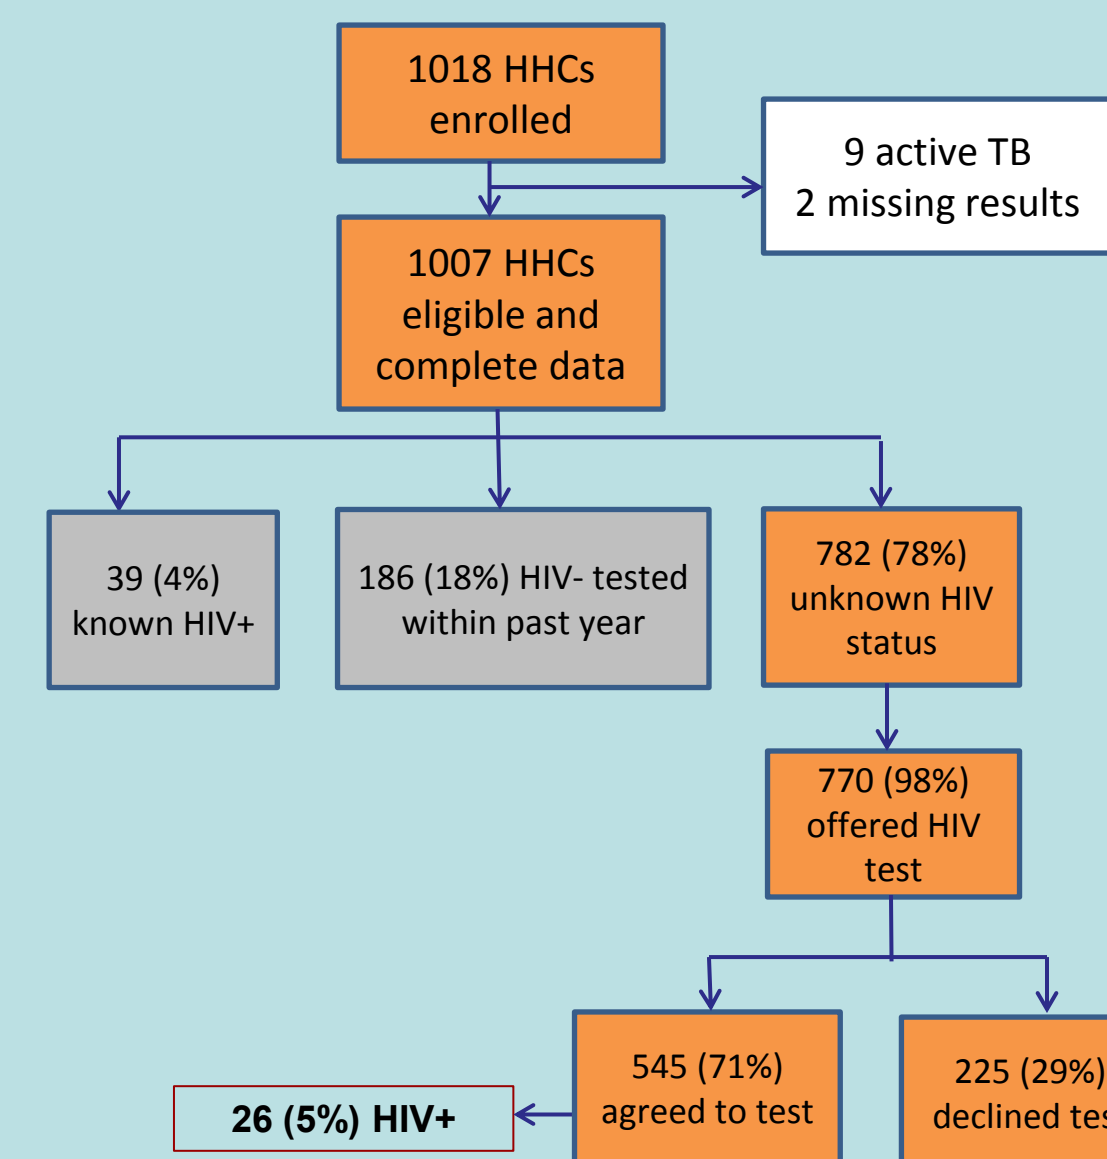 1018 HHCs
enrolled
9 active TB
2 missing results
1007 HHCs
eligible and
complete data
39 (4%)
known HIV+
186 (18%) HIV- tested
within past year
782 (78%)
unknown HIV
status
770 (98%)
offered HIV
test
545 (71%)
agreed to test
225 (29%)
declined
26 (5%) HIV+